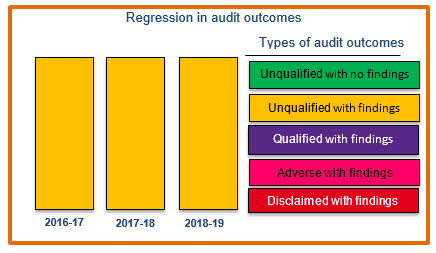 Regression in audit outcomes
Types of audit outcomes
Unqualified with no findings
Unqualified with findings
Qualified with findings
Adverse with findings
Disclaimed with findings
2016-17 2017-18 2018-19